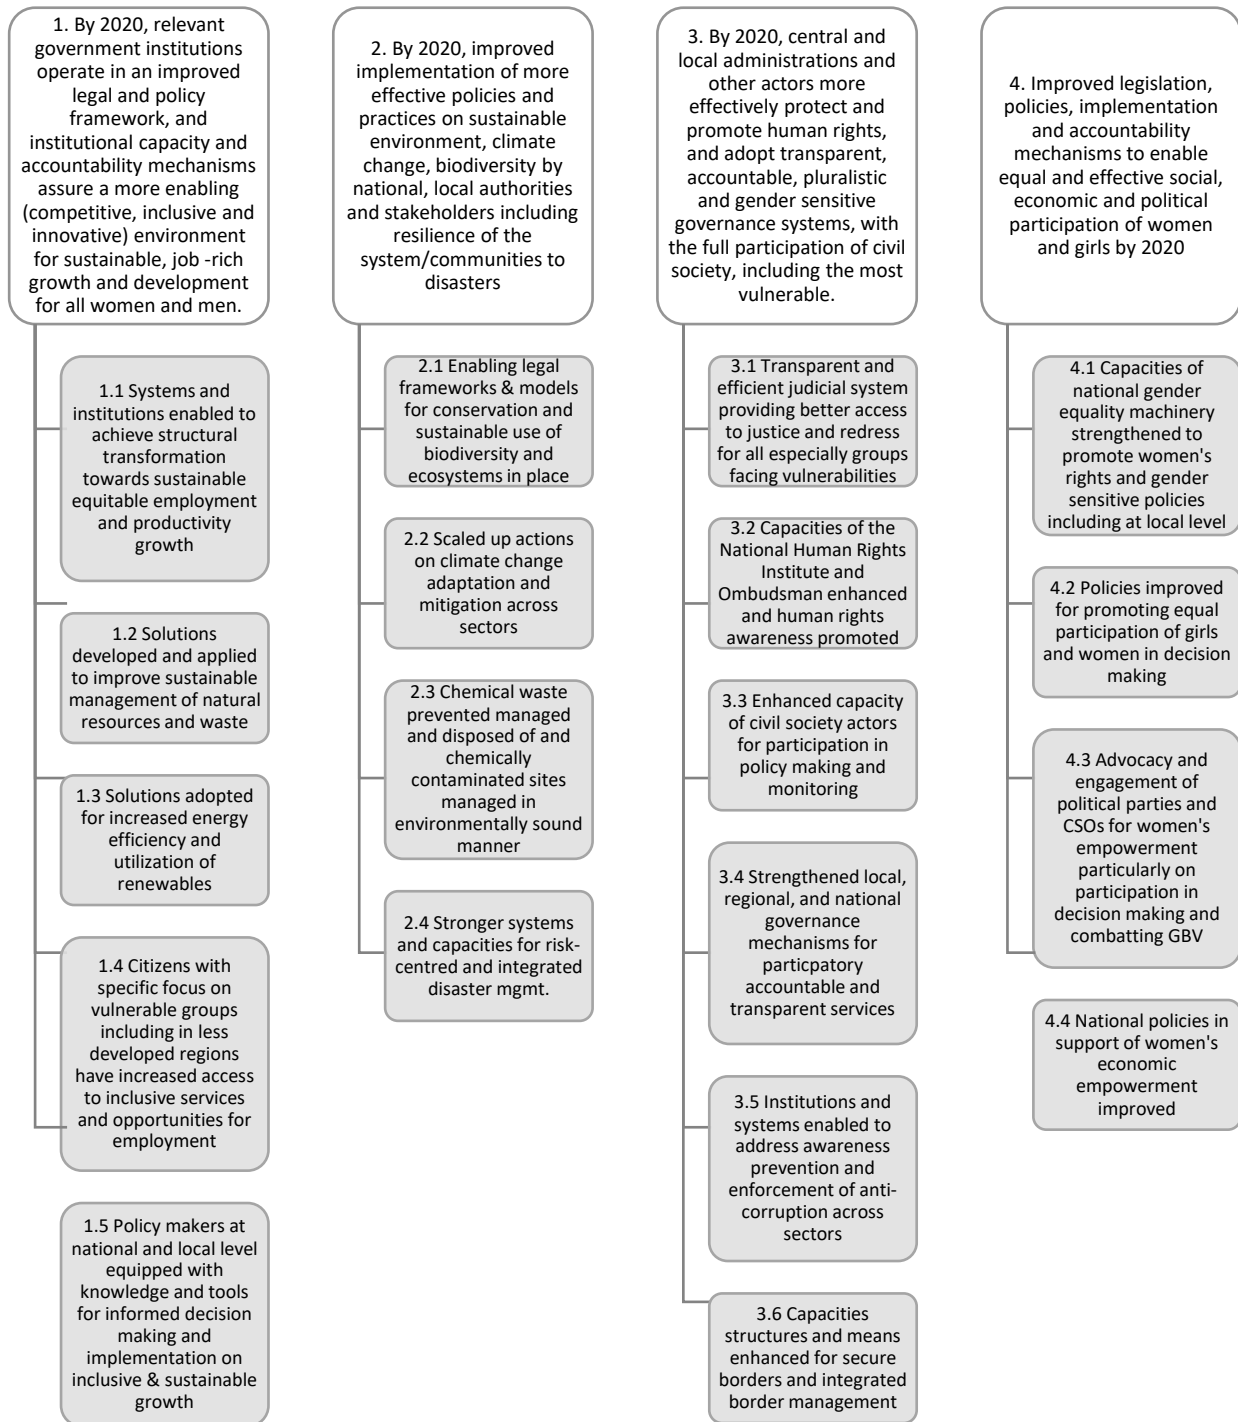 1. By 2020, relevant
government institutions
operate in an improved
legal and policy
framework, and
institutional capacity and
accountability mechanisms
assure a more enabling
(competitive, inclusive and
innovative) environment
for sustainable, job -rich
growth and development
for all women and men.
1.1 Systems and
institutions enabled to
achieve structural
transformation
towards sustainable
equitable employment
and productivity
growth
1.2 Solutions
developed and applied
to improve sustainable
management of natural
resources and waste
1.3 Solutions adopted
for increased energy
efficiency and
utilization of
renewables
1.4 Citizens with
specific focus on
vulnerable groups
including in less
developed regions
have increased access
to inclusive services
and opportunities for
employment
1.5 Policy makers at
national and local level
equipped with
knowledge and tools
for informed decision
making and
implementation on
inclusive & sustainable
growth
2. By 2020, improved
implementation of more
effective policies and
practices on sustainable
environment, climate
change, biodiversity by
national, local authorities
and stakeholders including
resilience of the
system/communities to
disasters
2.1 Enabling legal
frameworks & models
for conservation and
sustainable use of
biodiversity and
ecosystems in place
2.2 Scaled up actions
on climate change
adaptation and
mitigation across
sectors
2.3 Chemical waste
prevented managed
and disposed of and
chemically
contaminated sites
managed in
environmentally sound
manner
2.4 Stronger systems
and capacities for risk-
centred and integrated
disaster mgmt.
3. By 2020, central and
local administrations and
other actors more
effectively protect and
promote human rights,
and adopt transparent,
accountable, pluralistic
and gender sensitive
governance systems, with
the full participation of civil
society, including the most
vulnerable.
3.1 Transparent and
efficient judicial system
providing better access
to justice and redress
for all especially groups
facing vulnerabilities
3.2 Capacities of the
National Human Rights
Institute and
Ombudsman enhanced
and human rights
awareness promoted
3.3 Enhanced capacity
of civil society actors
for participation in
policy making and
monitoring
3.4 Strengthened local,
regional, and national
governance
mechanisms for
particpatory
accountable and
transparent services
3.5 Institutions and
systems enabled to
address awareness
prevention and
enforcement of anti-
corruption across
sectors
3.6 Capacities
structures and means
enhanced for secure
borders and integrated
border management
4. Improved legislation,
policies, implementation
and accountability
mechanisms to enable
equal and effective social,
economic and political
participation of women
and girls by 2020
4.1 Capacities of
national gender
equality machinery
strengthened to
promote women's
rights and gender
sensitive policies
including at local level
4.2 Policies improved
for promoting equal
participation of girls
and women in decision
making
4.3 Advocacy and
engagement of
political parties and
CSOs for women's
empowerment
particularly on
participation in
decision making and
combatting GBV
4.4 National policies in
support of women's
economic
empowerment
improved